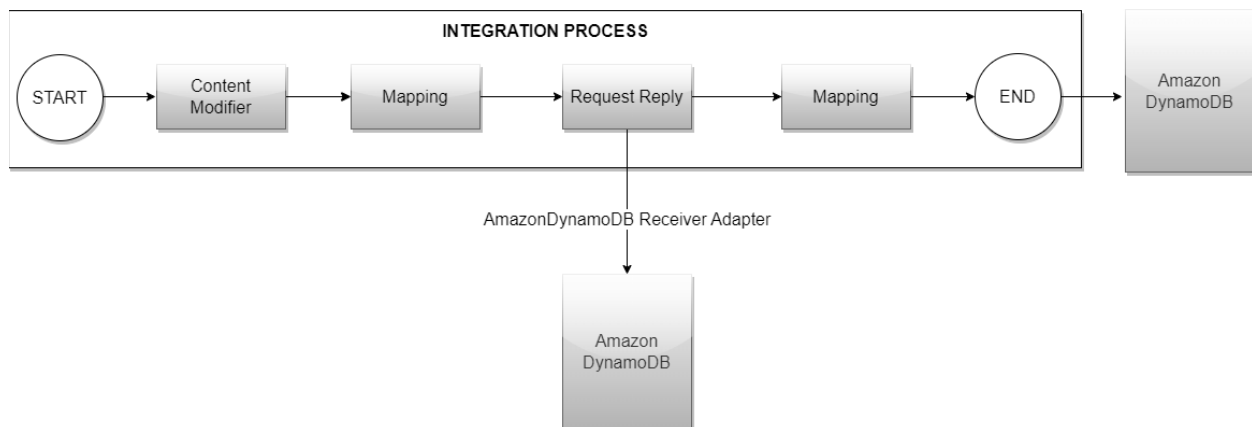 INTEGRATION PROCESS
START
Content
Modifier
Mapping
Request Reply
Mapping
END
Amazon
DynamoDB
AmazonDynamoDB Receiver Adapter
Amazon
DynamoDB